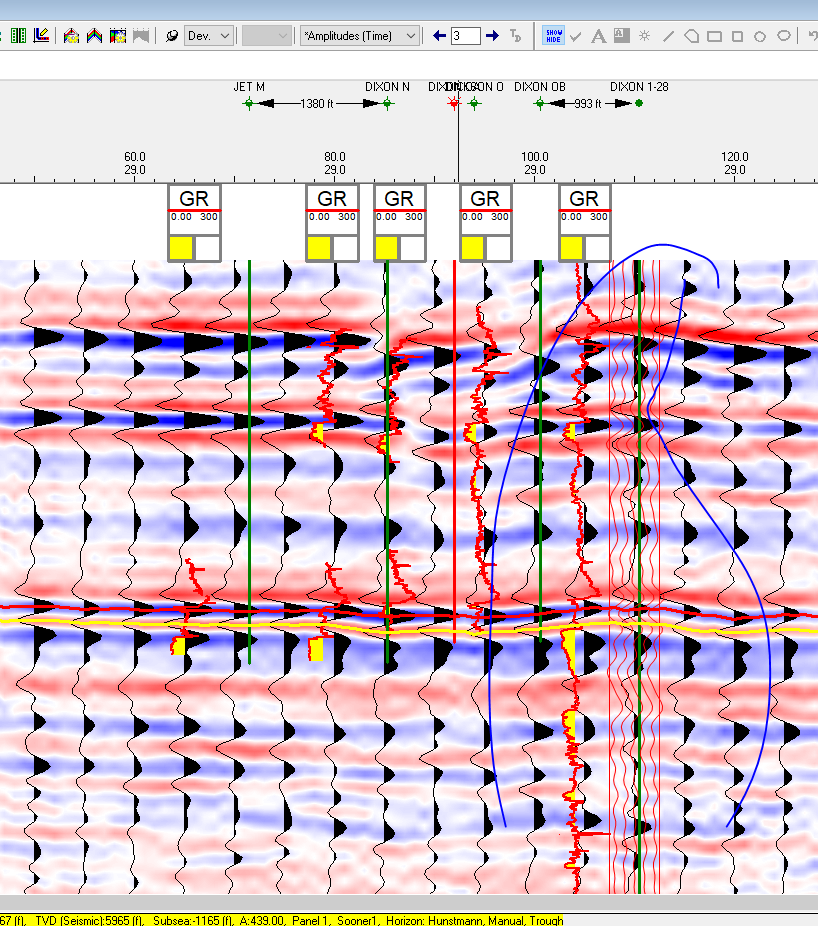 Dev.
*Amplitudes (Time)
3
SHOW
HIDE
JET M
DIXON N
DIXON O
DIXON OB
DIXON 1-28
1380 ft
993 ft
60.0
29.0
80.0
29.0
100.0
29.0
120.0
29.0
GR
0.00 300
GR
0.00 300
GR
0.00 300
GR
0.00 300
GR
0.00 300
67 (ft), TVD (Seismic):5965 (ft), Subsea:-1165 (ft), A:439.00, Panel 1, Sooner1, Horizon: Hunstmann, Manual, Trough